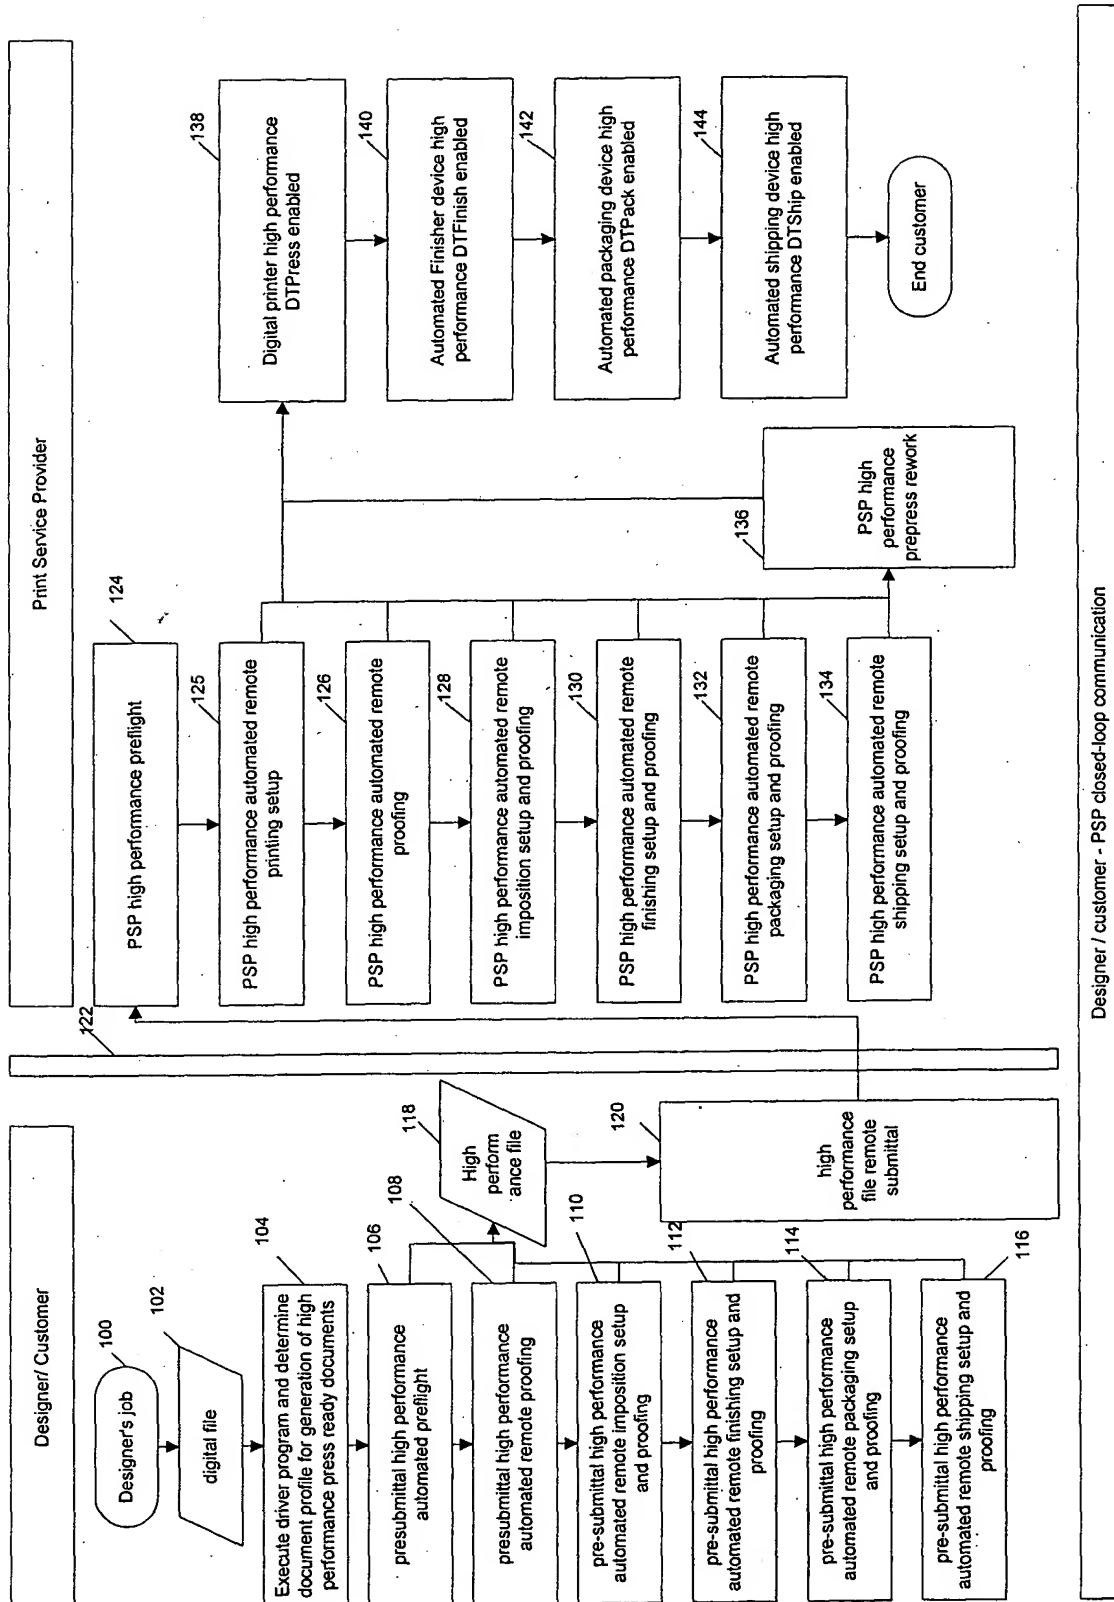 Designer/ Customer
Designer's job
100
digital file
102
Execute driver program and determine
document profile for generation of high
performance press ready documents
104
presubmittal high performance
automated preflight
106
presubmittal high performance
automated remote proofing
108
pre-submittal high performance
automated remote imposition setup
and proofing
110
pre-submittal high performance
automated remote finishing setup and
proofing
112
pre-submittal high performance
automated remote packaging setup
and proofing
114
pre-submittal high performance
automated remote shipping setup and
proofing
116
High
perform
ance file
118
high
performance
file remote
submittal
120
122
Print Service Provider
PSP high performance preflight
124
PSP high performance automated remote
printing setup
125
PSP high performance automated remote
proofing
126
PSP high performance automated remote
imposition setup and proofing
128
PSP high performance automated remote
finishing setup and proofing
130
PSP high performance automated remote
packaging setup and proofing
132
PSP high performance automated remote
shipping setup and proofing
134
PSP high
performance
prepress rework
136
Digital printer high performance
DTPress enabled
138
Automated Finisher device high
performance DTFinish enabled
140
Automated packaging device high
performance DTPack enabled
142
Automated shipping device high
performance DTShip enabled
144
End customer
Designer / customer - PSP closed-loop communication